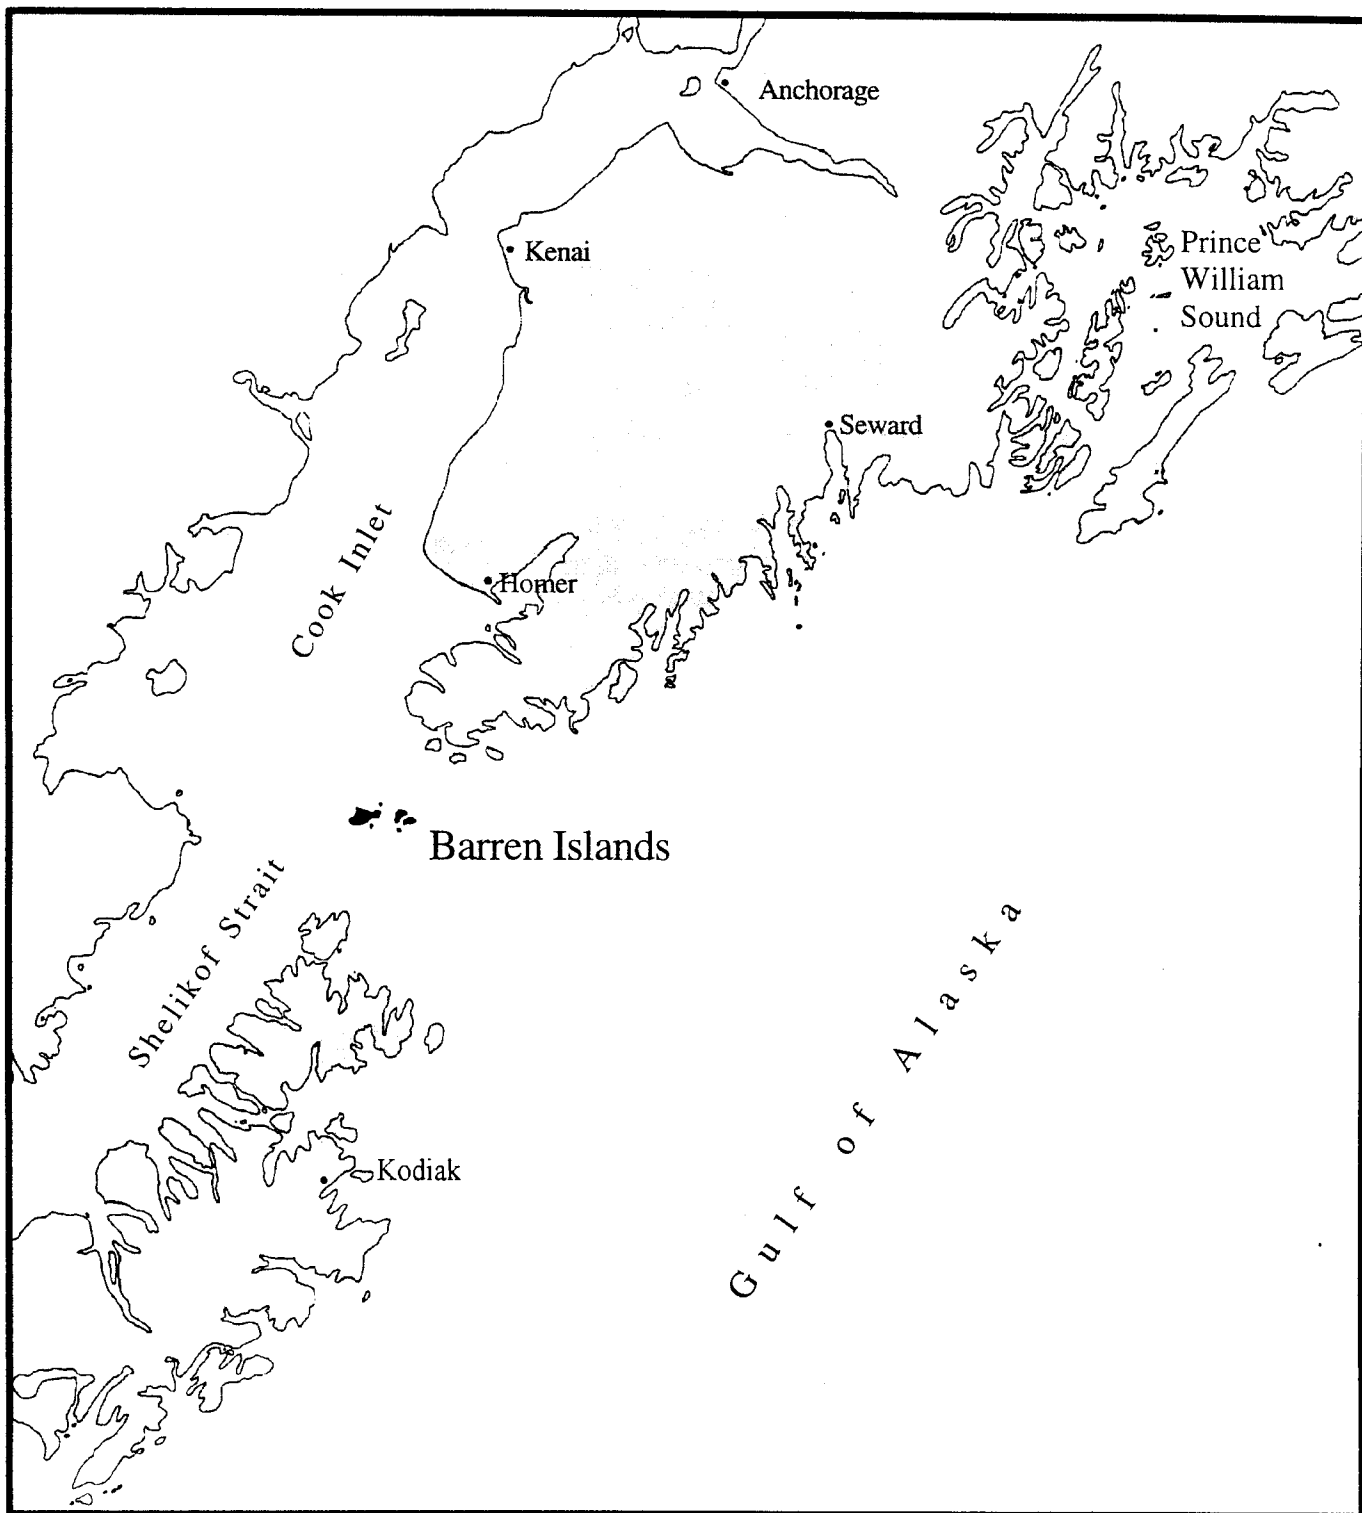 Anchorage
Kenai
Prince
William
Sound
Seward
Cook Inlet
Homer
Barren Islands
Shelikof Strait
Gulf of Alaska
Kodiak